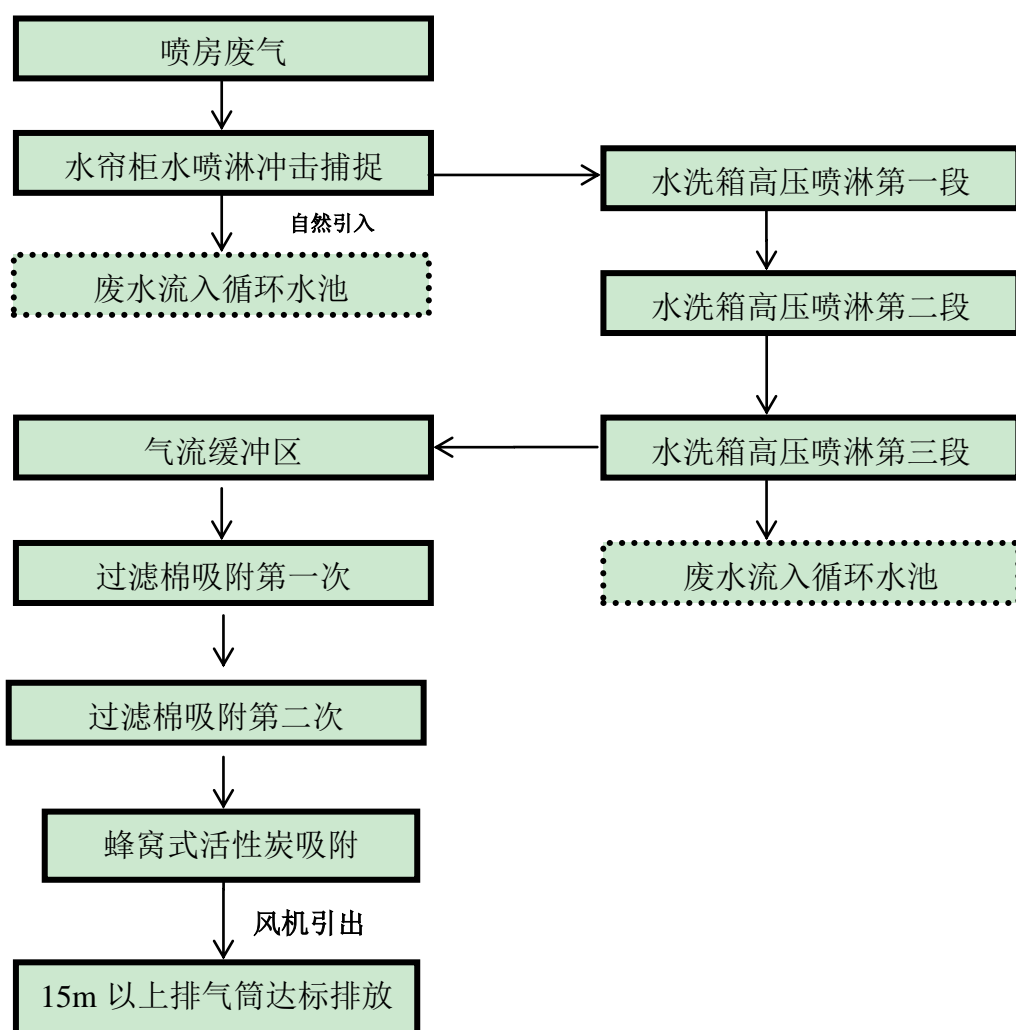 喷房废气
水帘柜水喷淋冲击捕捉
自然引入
废水流入循环水池
水洗箱高压喷淋第一段
水洗箱高压喷淋第二段
水洗箱高压喷淋第三段
废水流入循环水池
气流缓冲区
过滤棉吸附第一次
过滤棉吸附第二次
蜂窝式活性炭吸附
风机引出
15m 以上排气筒达标排放